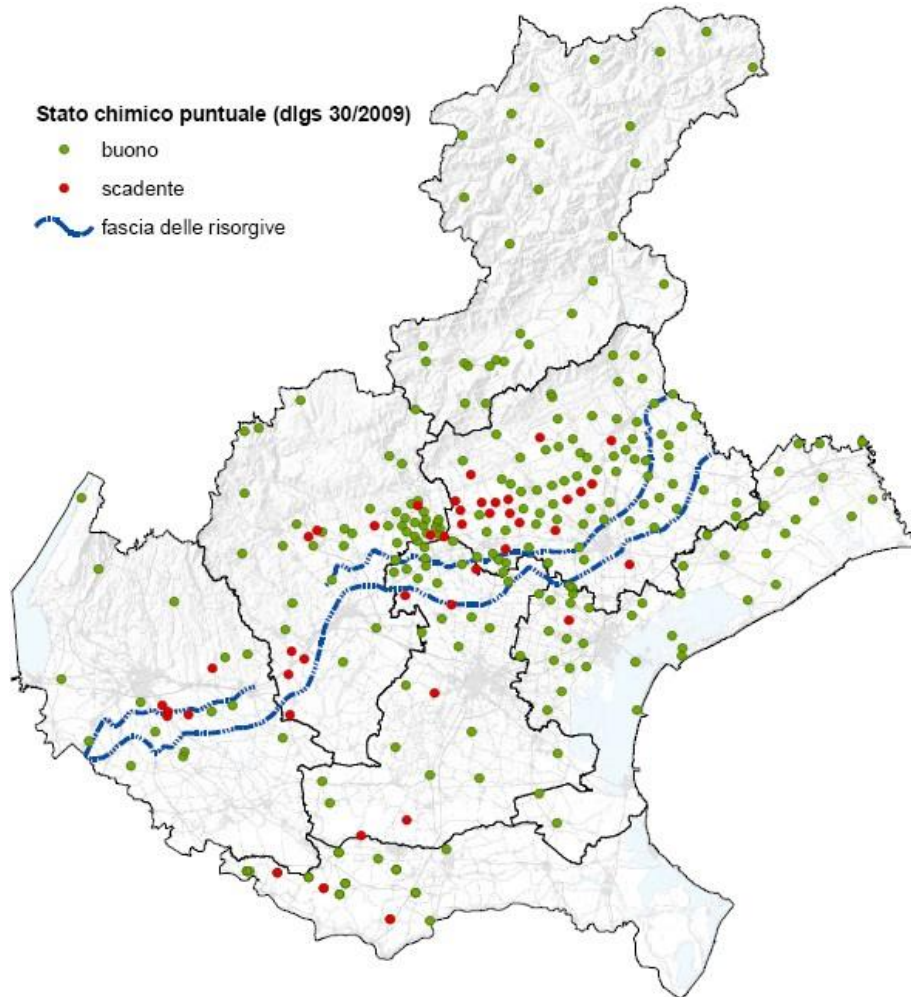 Stato chimico puntuale (dlgs 30/2009)
buono
scadente
fascia delle risorgive